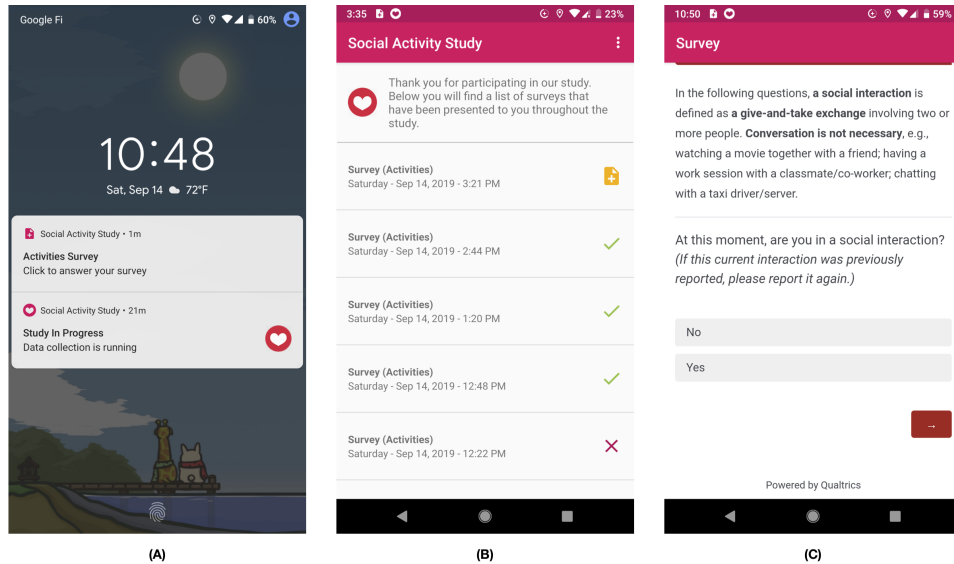 Google Fi
60%
10:48
Sat, Sep 14
72°F
Social Activity Study • 1m
Activities Survey
Click to answer your survey
Social Activity Study • 21m
Study In Progress
Data collection is running
(A)
3:35
23%
Social Activity Study
Thank you for participating in our study.
Below you will find a list of surveys that
have been presented to you throughout the
study.
Survey (Activities)
Saturday - Sep 14, 2019 - 3:21 PM
Survey (Activities)
Saturday - Sep 14, 2019 - 2:44 PM
Survey (Activities)
Saturday - Sep 14, 2019 - 1:20 PM
Survey (Activities)
Saturday - Sep 14, 2019 - 12:48 PM
Survey (Activities)
Saturday - Sep 14, 2019 - 12:22 PM
(B)
10:50
59%
Survey
In the following questions, a social interaction is
defined as a give-and-take exchange involving two or
more people. Conversation is not necessary, e.g.,
watching a movie together with a friend; having a
work session with a classmate/co-worker; chatting
with a taxi driver/server.
At this moment, are you in a social interaction?
(If this current interaction was previously
reported, please report it again.)
No
Yes
→
Powered by Qualtrics
(C)